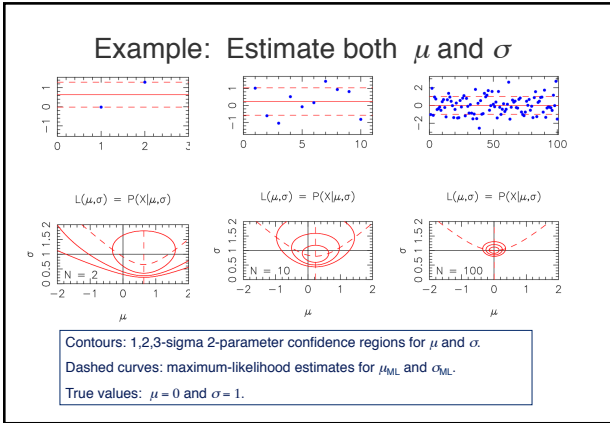 Example: Estimate both μ and σ
−1 0 1
0 1 2 3
−1 0 1
0 5 10
−2 0 2
0 50 100
L(μ,σ) = P(X|μ,σ)
L(μ,σ) = P(X|μ,σ)
L(μ,σ) = P(X|μ,σ)
σ
0 0.5 1 1.5 2
N = 2
−2 −1 0 1 2
μ
σ
0 0.5 1 1.5 2
N = 10
−2 −1 0 1 2
μ
σ
0 0.5 1 1.5 2
N = 100
−2 −1 0 1 2
μ
Contours: 1,2,3-sigma 2-parameter confidence regions for μ and σ.
Dashed curves: maximum-likelihood estimates for μML and σML.
True values: μ = 0 and σ = 1.